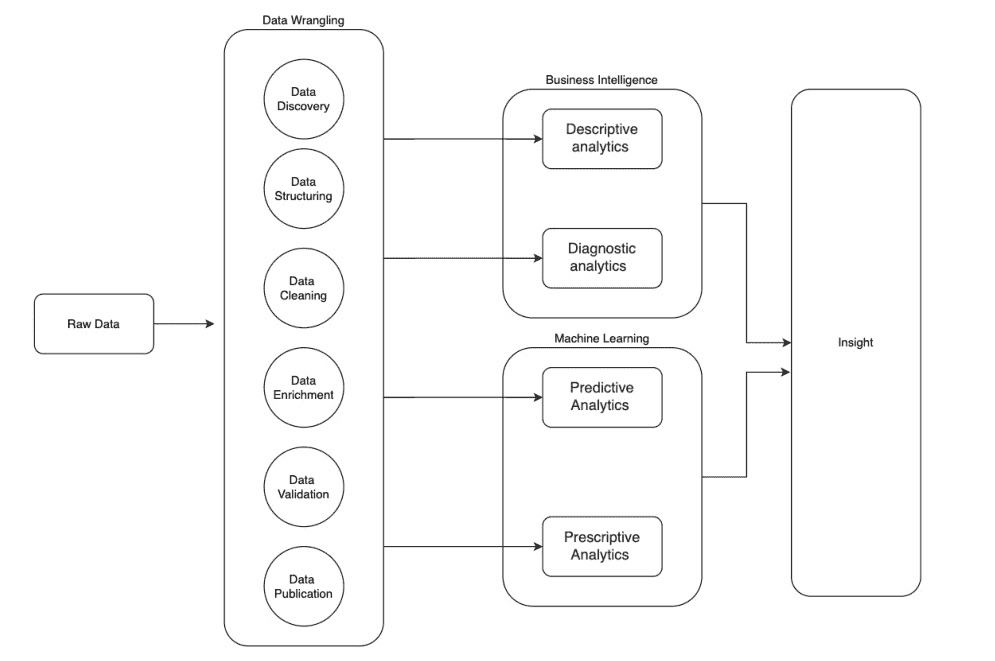 Data Wrangling
Data
Discovery
Data
Structuring
Data
Cleaning
Data
Enrichment
Data
Validation
Data
Publication
Raw Data
Business Intelligence
Descriptive
analytics
Diagnostic
analytics
Machine Learning
Predictive
Analytics
Prescriptive
Analytics
Insight